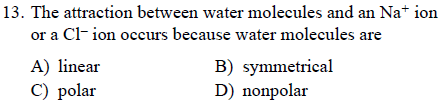 13. The attraction between water molecules and an Na⁺ ion
or a Cl⁻ ion occurs because water molecules are
A) linear B) symmetrical
C) polar D) nonpolar